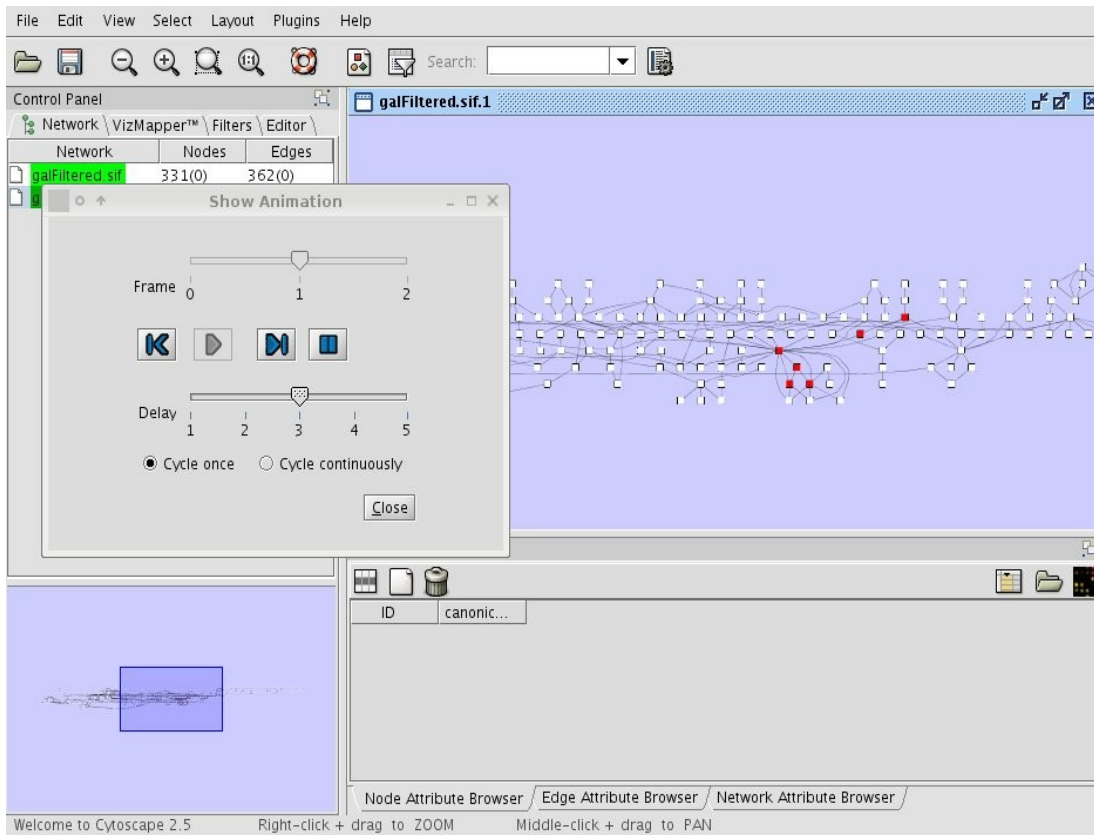 File Edit View Select Layout Plugins Help
1:1 Search:
Control Panel
galFiltered.sif.1
Network VizMapper™ Filters Editor
Network Nodes Edges
galFiltered.sif 331(0) 362(0)
g
Show Animation
Frame
0 1 2
Delay
1 2 3 4 5
Cycle once Cycle continuously
Close
ID canonic...
Node Attribute Browser Edge Attribute Browser Network Attribute Browser
Welcome to Cytoscape 2.5 Right-click + drag to ZOOM Middle-click + drag to PAN